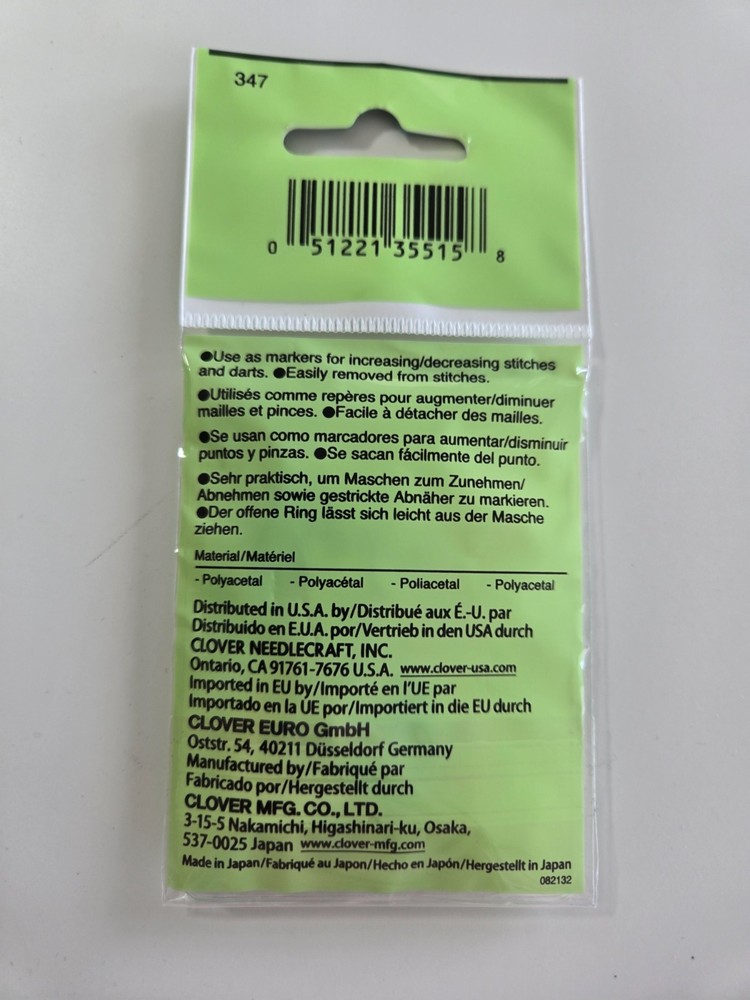 347
0 51221 35515 8
●Use as markers for increasing/decreasing stitches
and darts. ●Easily removed from stitches.
●Utilisés comme repères pour augmenter/diminuer
mailles et pinces. ●Facile à détacher des mailles.
●Se usan como marcadores para aumentar/disminuir
puntos y pinzas. ●Se sacan fácilmente del punto.
●Sehr praktisch, um Maschen zum Zunehmen/
Abnehmen sowie gestrickte Abnäher zu markieren.
●Der offene Ring lässt sich leicht aus der Masche
ziehen.
Material/Matériel
- Polyacetal - Polyacétal - Poliacetal - Polyacetal
Distributed in U.S.A. by/Distribué aux É.-U. par
Distribuido en E.U.A. por/Vertrieb in den USA durch
CLOVER NEEDLECRAFT, INC.
Ontario, CA 91761-7676 U.S.A. www.clover-usa.com
Imported in EU by/Importé en l'UE par
Importado en la UE por/Importiert in die EU durch
CLOVER EURO GmbH
Oststr. 54, 40211 Düsseldorf Germany
Manufactured by/Fabriqué par
Fabricado por/Hergestellt durch
CLOVER MFG. CO., LTD.
3-15-5 Nakamichi, Higashinari-ku, Osaka,
537-0025 Japan www.clover-mfg.com
Made in Japan/Fabriqué au Japon/Hecho en Japón/Hergestellt in Japan
082132